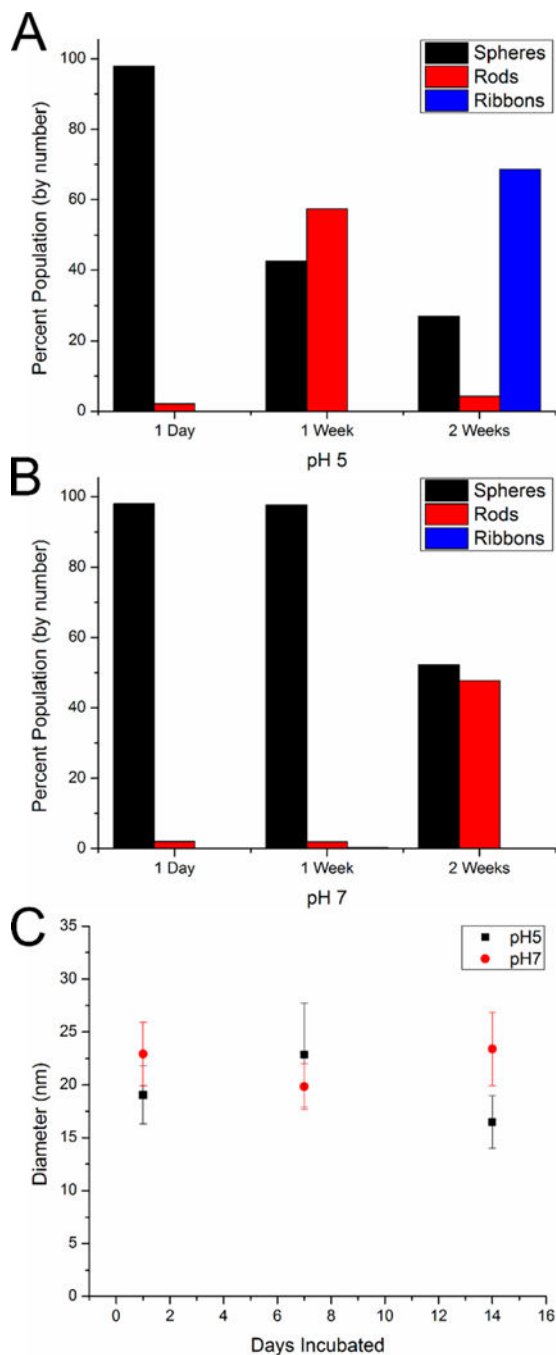 A
Percent Population (by number)
100
80
60
40
20
0
Spheres
Rods
Ribbons
1 Day
1 Week
2 Weeks
pH 5
B
Percent Population (by number)
100
80
60
40
20
0
Spheres
Rods
Ribbons
1 Day
1 Week
2 Weeks
pH 7
C
Diameter (nm)
35
30
25
20
15
10
5
0
pH5
pH7
0 2 4 6 8 10 12 14 16
Days Incubated